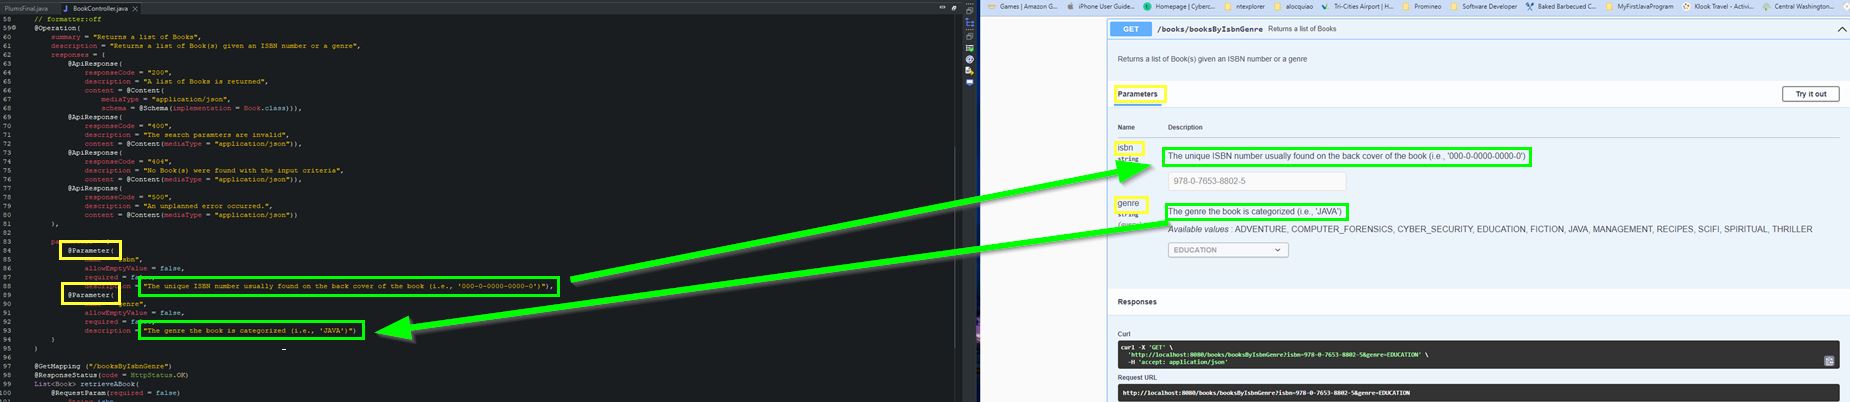 PlumsFinal.java
BookController.java
58 // formatter:off
59 @Operation(
60 summary = "Returns a list of Books",
61 description = "Returns a list of Book(s) given an ISBN number or a genre",
62 responses = {
63 @ApiResponse(
64 responseCode = "200",
65 description = "A list of Books is returned",
66 content = @Content(
67 mediaType = "application/json",
68 schema = @Schema(implementation = Book.class))),
69 @ApiResponse(
70 responseCode = "400",
71 description = "The search paramters are invalid",
72 content = @Content(mediaType = "application/json")),
73 @ApiResponse(
74 responseCode = "404",
75 description = "No Book(s) were found with the input criteria",
76 content = @Content(mediaType = "application/json")),
77 @ApiResponse(
78 responseCode = "500",
79 description = "An unplanned error occurred.",
80 content = @Content(mediaType = "application/json"))
81 },
82
83
84 @Parameter(
85
86 allowEmptyValue = false,
87 required = false,
88 description = "The unique ISBN number usually found on the back cover of the book (i.e., '000-0-0000-0000-0')"),
89 @Parameter(
90
91 allowEmptyValue = false,
92 required = false,
93 description = "The genre the book is categorized (i.e., 'JAVA')")
94 }
95 )
96
97 @GetMapping ("/booksByIsbnGenre")
98 @ResponseStatus(code = HttpStatus.OK)
99 List<Book> retrieveABook(
100 @RequestParam(required = false)
Games | Amazon G...
iPhone User Guide...
Homepage | Cyberc...
ntexplorer
alocquiao
Tri-Cities Airport | H...
Promineo
Software Developer
Baked Barbecued C...
MyFirstJavaProgram
Klook Travel - Activi...
Central Washington...
GET /books/booksByIsbnGenre Returns a list of Books
Returns a list of Book(s) given an ISBN number or a genre
Parameters
Try it out
Name Description
isbn
The unique ISBN number usually found on the back cover of the book (i.e., '000-0-0000-0000-0')
string
978-0-7653-8802-5
genre
The genre the book is categorized (i.e., 'JAVA')
string
Available values : ADVENTURE, COMPUTER_FORENSICS, CYBER_SECURITY, EDUCATION, FICTION, JAVA, MANAGEMENT, RECIPES, SCIFI, SPIRITUAL, THRILLER
EDUCATION
Responses
Curl
curl -X 'GET' \
'http://localhost:8080/books/booksByIsbnGenre?isbn=978-0-7653-8802-5&genre=EDUCATION' \
-H 'accept: application/json'
Request URL
http://localhost:8080/books/booksByIsbnGenre?isbn=978-0-7653-8802-5&genre=EDUCATION